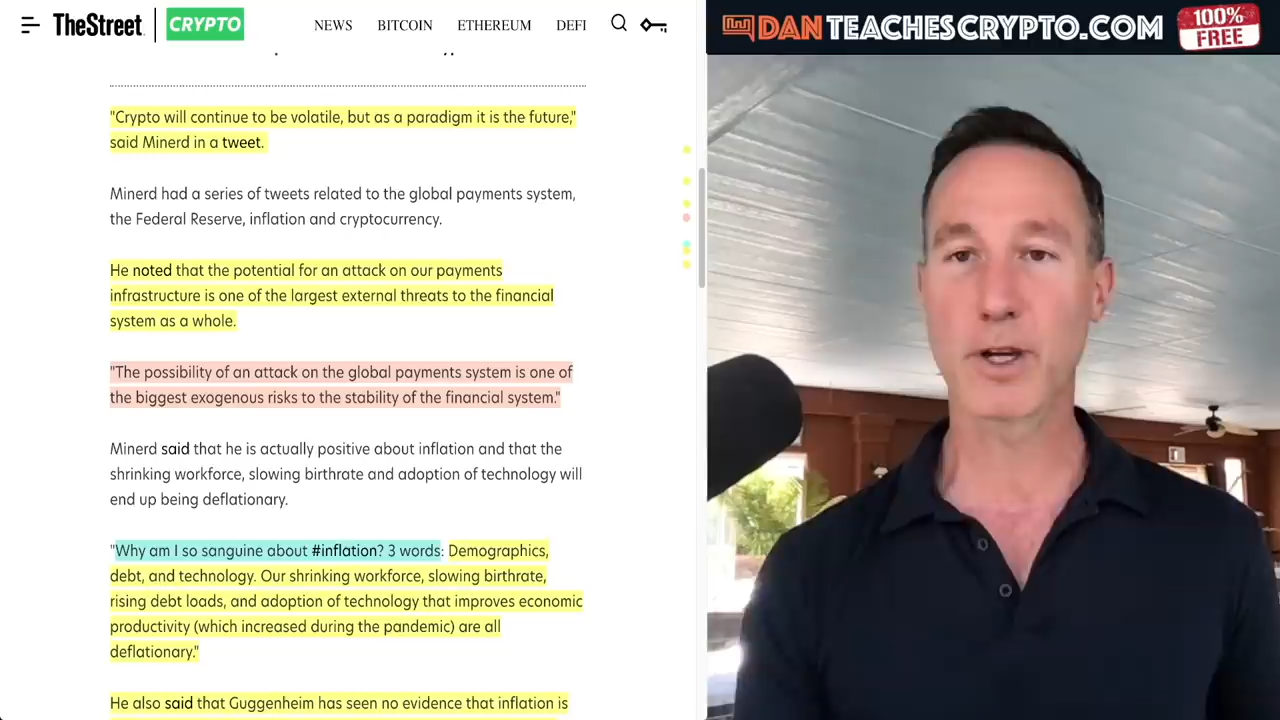 TheStreet CRYPTO NEWS BITCOIN ETHEREUM DEFI
DANTEACHESCRYPTO.COM 100% FREE
"Crypto will continue to be volatile, but as a paradigm it is the future,"
said Minerd in a tweet.
Minerd had a series of tweets related to the global payments system,
the Federal Reserve, inflation and cryptocurrency.
He noted that the potential for an attack on our payments
infrastructure is one of the largest external threats to the financial
system as a whole.
"The possibility of an attack on the global payments system is one of
the biggest exogenous risks to the stability of the financial system."
Minerd said that he is actually positive about inflation and that the
shrinking workforce, slowing birthrate and adoption of technology will
end up being deflationary.
"Why am I so sanguine about #inflation? 3 words: Demographics,
debt, and technology. Our shrinking workforce, slowing birthrate,
rising debt loads, and adoption of technology that improves economic
productivity (which increased during the pandemic) are all
deflationary."
He also said that Guggenheim has seen no evidence that inflation is